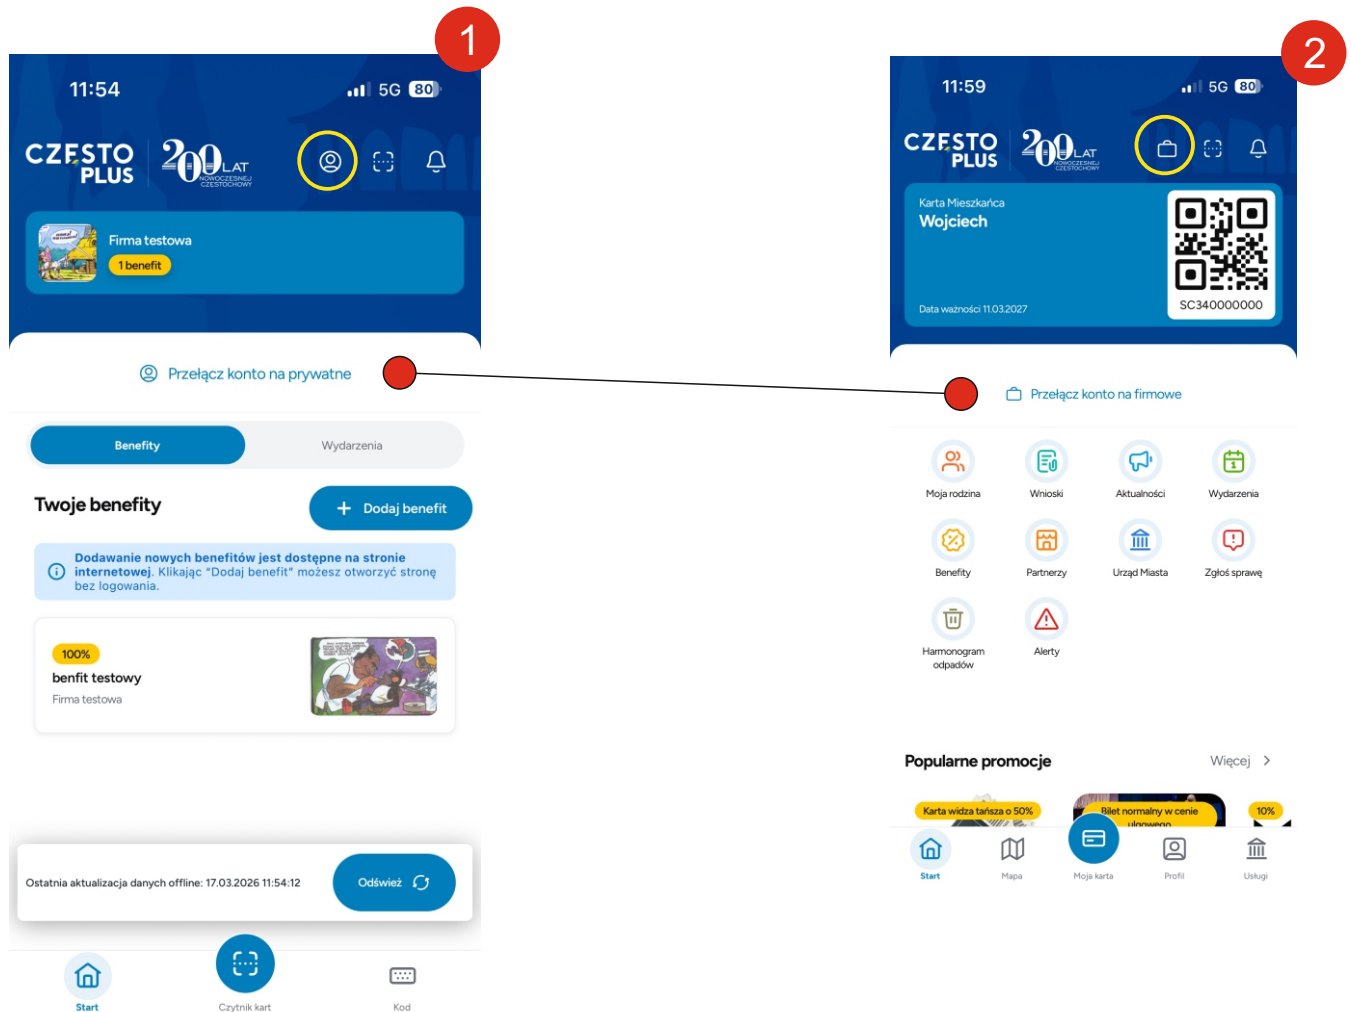 1
11:54
5G 80
CZĘSTO
PLUS
200 LAT
NOWOCZESNEJ
CZĘSTOCHOWY
Firma testowa
1 benefit
Przełącz konto na prywatne
Benefity
Wydarzenia
Twoje benefity
+ Dodaj benefit
Dodawanie nowych benefitów jest dostępne na stronie
internetowej. Klikając "Dodaj benefit" możesz otworzyć stronę
bez logowania.
100%
benfit testowy
Firma testowa
Ostatnia aktualizacja danych offline: 17.03.2026 11:54:12
Odśwież
Start
Czytnik kart
Kod
2
11:59
5G 80
CZĘSTO
PLUS
200 LAT
NOWOCZESNEJ
CZĘSTOCHOWY
Karta Mieszkańca
Wojciech
Data ważności 11.03.2027
SC340000000
Przełącz konto na firmowe
Moja rodzina
Wnioski
Aktualności
Wydarzenia
Benefity
Partnerzy
Urząd Miasta
Zgłoś sprawę
Harmonogram
odpadów
Alerty
Popularne promocje
Więcej
Karta widza tańsza o 50%
Bilet normalny w cenie
ulgowego
10%
Start
Mapa
Moja karta
Profil
Usługi